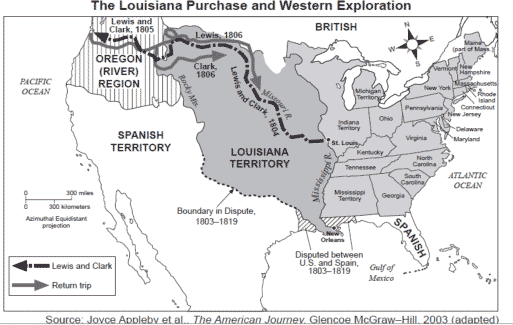 The Louisiana Purchase and Western Exploration
Lewis and
Clark, 1805
Lewis, 1806
BRITISH
OREGON
(RIVER)
REGION
Clark,
1806
Rocky Mts.
Missouri R.
Lewis and Clark, 1804
PACIFIC
OCEAN
Maine
(part of Mass.)
Vermont
New
Hampshire
Massachusetts
New York
Rhode
Island
Connecticut
New Jersey
Michigan
Territory
Pennsylvania
Indiana
Territory
Ohio
Delaware
Maryland
SPANISH
TERRITORY
LOUISIANA
TERRITORY
St. Louis
Virginia
Kentucky
North
Carolina
Tennessee
South
Carolina
ATLANTIC
OCEAN
Mississippi R.
Mississippi
Territory
Georgia
0 300 miles
0 300 kilometers
Azimuthal Equidistant
projection
Boundary in Dispute,
1803–1819
New
Orleans
SPANISH
Disputed between
U.S. and Spain,
1803–1819
Gulf of
Mexico
Lewis and Clark
Return trip
N
E
S
W
Source: Joyce Appleby et al., The American Journey, Glencoe McGraw–Hill, 2003 (adapted)